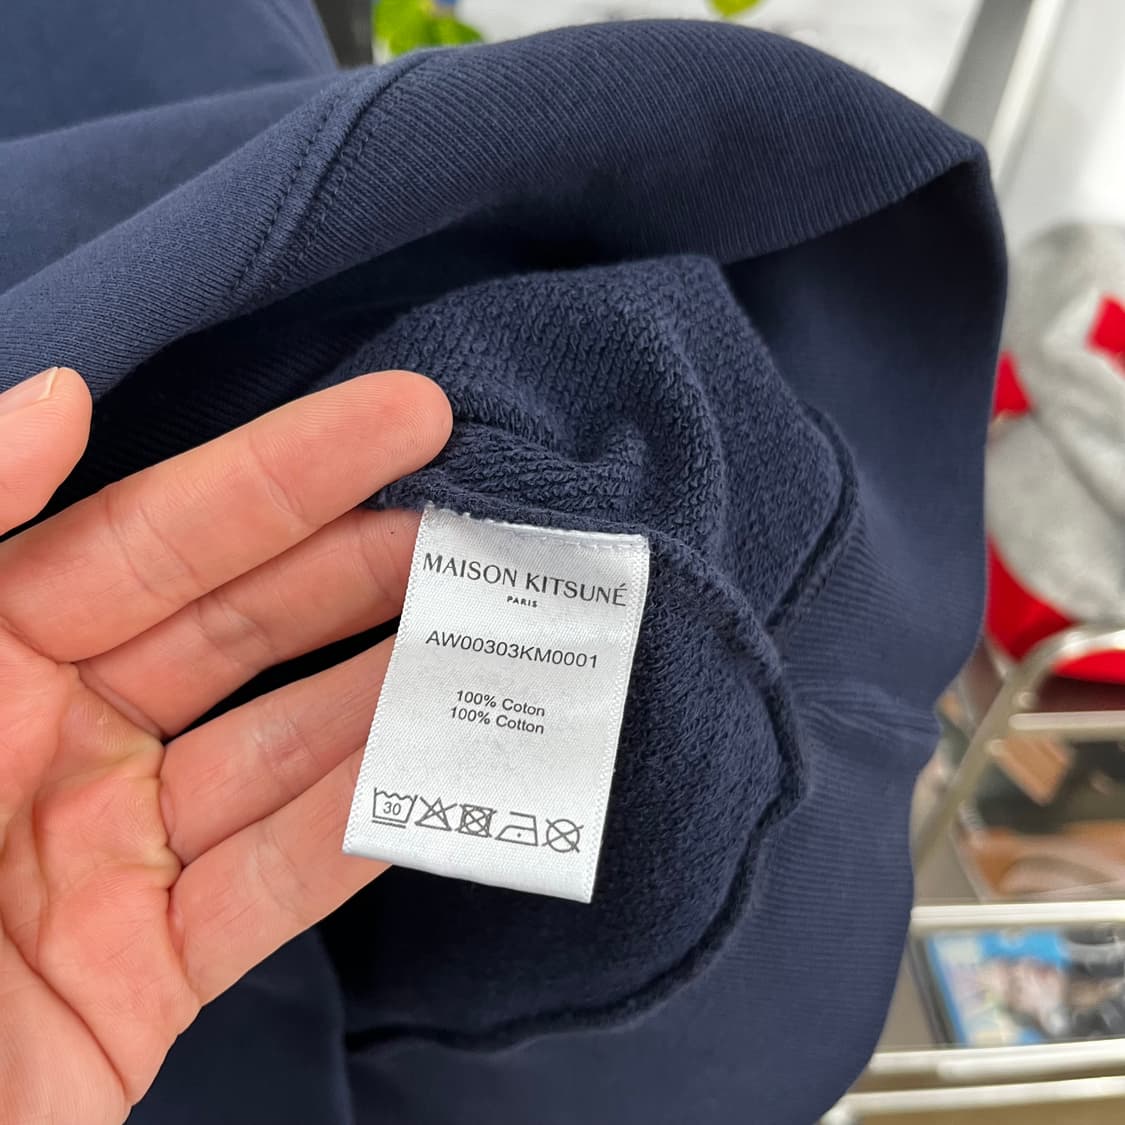 MAISON KITSUNÉ
PARIS
AW00303KM0001
100% Coton
100% Cotton
30